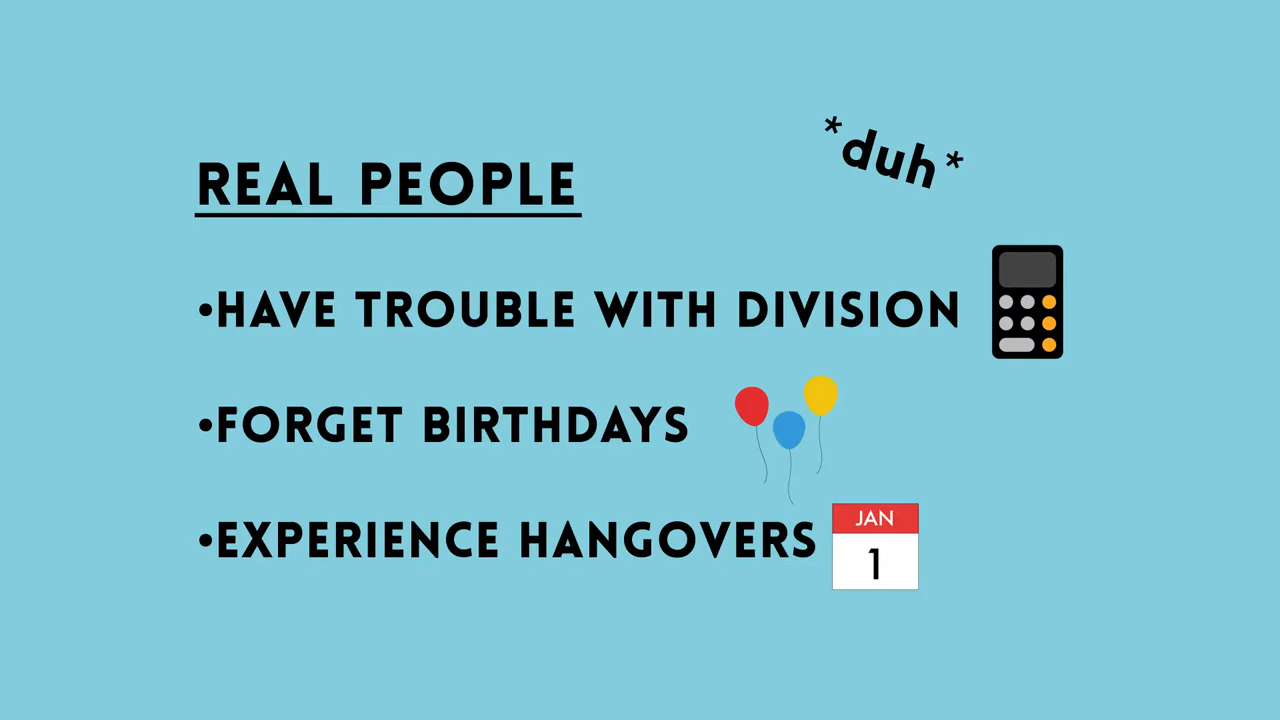 *duh*
REAL PEOPLE
•HAVE TROUBLE WITH DIVISION
•FORGET BIRTHDAYS
•EXPERIENCE HANGOVERS
JAN
1